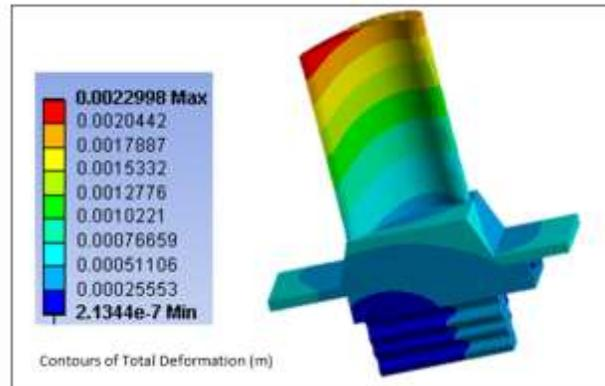 0.0022998 Max
0.0020442
0.0017887
0.0015332
0.0012776
0.0010221
0.00076659
0.00051106
0.00025553
2.1344e-7 Min
Contours of Total Deformation (m)